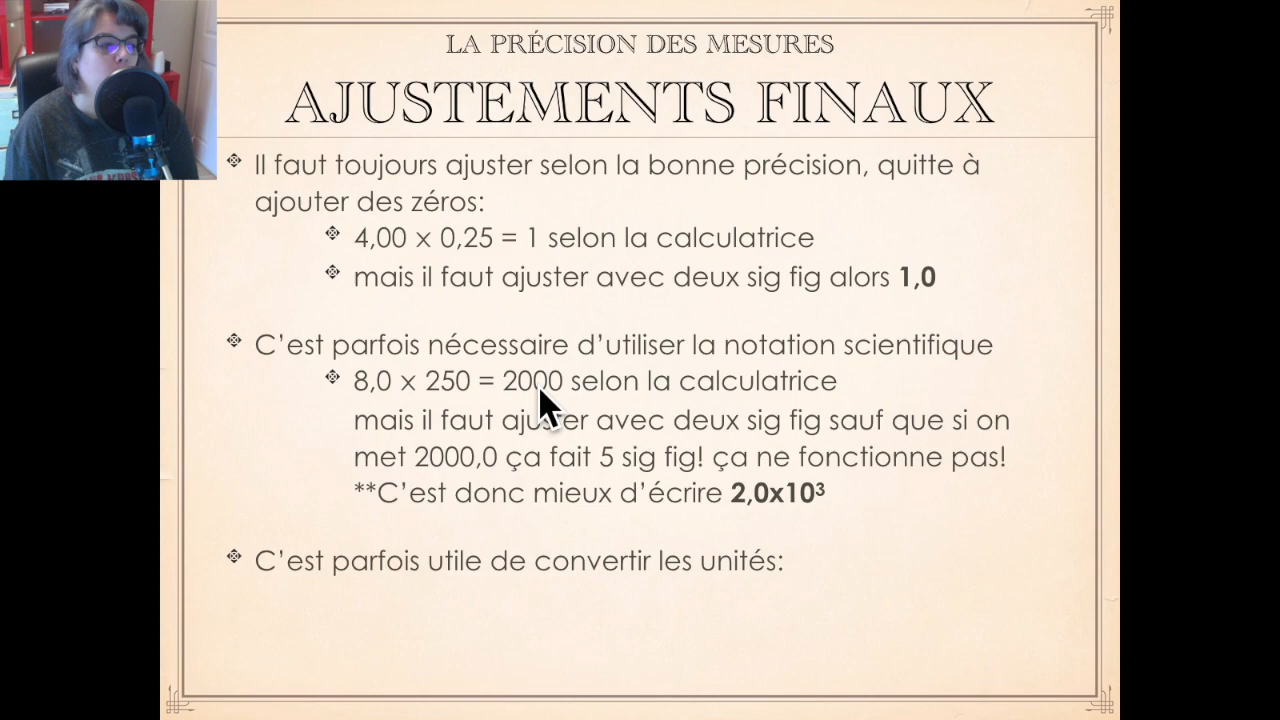 LA PRÉCISION DES MESURES
AJUSTEMENTS FINAUX
Il faut toujours ajuster selon la bonne précision, quitte à
ajouter des zéros:
4,00 x 0,25 = 1 selon la calculatrice
mais il faut ajuster avec deux sig fig alors 1,0
C'est parfois nécessaire d'utiliser la notation scientifique
8,0 x 250 = 2000 selon la calculatrice
mais il faut ajuster avec deux sig fig sauf que si on
met 2000,0 ça fait 5 sig fig! ça ne fonctionne pas!
**C'est donc mieux d'écrire 2,0x10³
C'est parfois utile de convertir les unités: